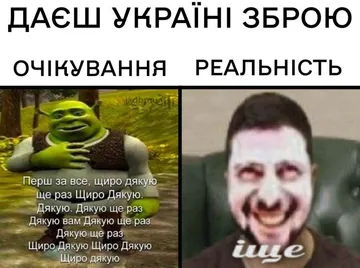 ДАЄШ УКРАЇНІ ЗБРОЮ
ОЧІКУВАННЯ РЕАЛЬНІСТЬ
Перш за все, щиро дякую
ще раз Щиро Дякую.
Дякую. Дякую ще раз
Дякую вам Дякую ще раз
Дякую ще раз
Щиро Дякую Щиро Дякую
Щиро дякую
іще